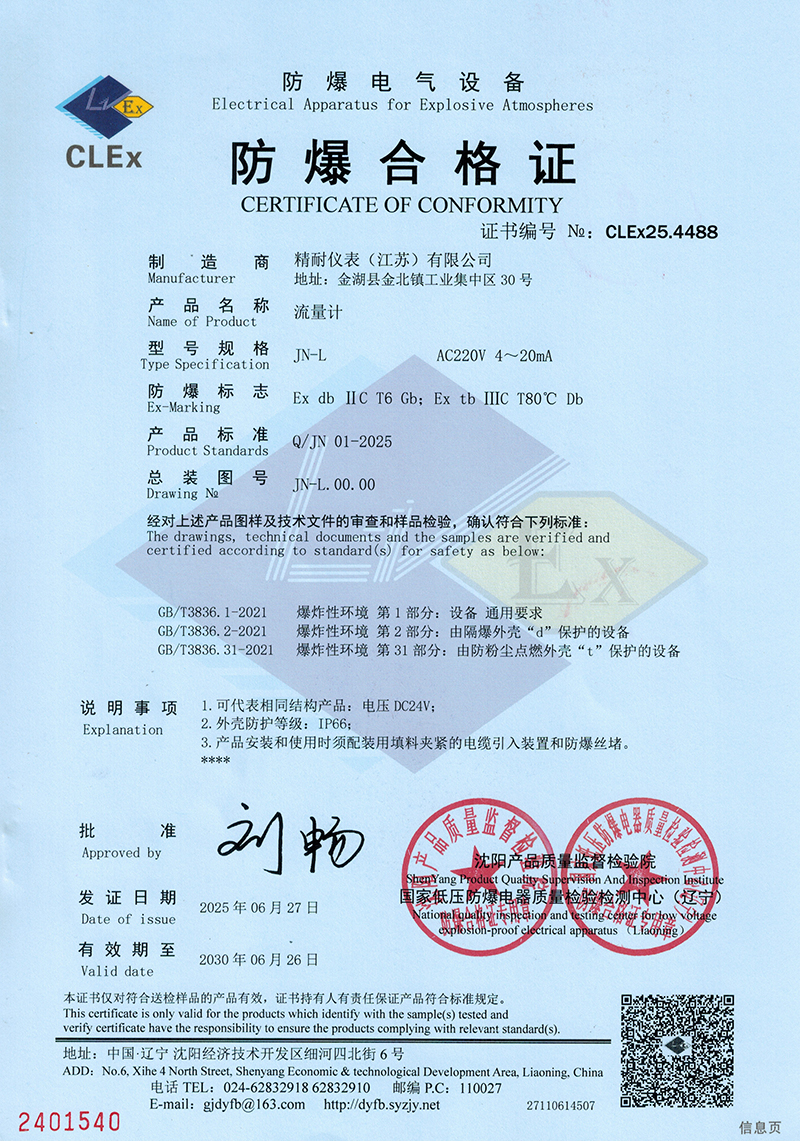 防爆电气设备
Electrical Apparatus for Explosive Atmospheres
Ex
CLEx
防爆合格证
CERTIFICATE OF CONFORMITY
证书编号 №：CLEx25.4488
制造商 精耐仪表（江苏）有限公司
Manufacturer 地址：金湖县金北镇工业集中区 30 号
产品名称 流量计
Name of Product
型号规格 JN-L AC220V 4～20mA
Type Specification
防爆标志 Ex db ⅡC T6 Gb；Ex tb ⅢC T80℃ Db
Ex-Marking
产品标准 Q/JN 01-2025
Product Standards
总装图号 JN-L.00.00
Drawing №
经对上述产品图样及技术文件的审查和样品检验，确认符合下列标准：
The drawings, technical documents and the samples are verified and
certified according to standard(s) for safety as below:
GB/T3836.1-2021 爆炸性环境 第 1 部分：设备 通用要求
GB/T3836.2-2021 爆炸性环境 第 2 部分：由隔爆外壳“d”保护的设备
GB/T3836.31-2021 爆炸性环境 第 31 部分：由防粉尘点燃外壳“t”保护的设备
说明事项 1. 可代表相同结构产品：电压 DC24V；
Explanation 2. 外壳防护等级：IP66；
3. 产品安装和使用时须配装用填料夹紧的电缆引入装置和防爆丝堵。
****
批准 刘畅
Approved by
沈阳产品质量监督检验院
ShenYang Product Quality Supervision And Inspection Institute
国家低压防爆电器质量检验检测中心（辽宁）
National quality inspection and testing center for low voltage
explosion-proof electrical apparatus （Liaoning）
发证日期 2025 年 06 月 27 日
Date of issue
有效期至 2030 年 06 月 26 日
Valid date
本证书仅对符合送检样品的产品有效，证书持有人有责任保证产品符合标准规定。
This certificate is only valid for the products which identify with the sample(s) tested and
verify certificate have the responsibility to ensure the products complying with relevant standard(s).
地址：中国·辽宁 沈阳经济技术开发区细河四北街 6 号
ADD：No.6, Xihe 4 North Street, Shenyang Economic & technological Development Area, Liaoning, China
电话 TEL：024-62832918 62832910 邮编 P.C：110027
E-mail：gjdyfb@163.com http://dyfb.syzjy.net 27110614507
2401540
信息页